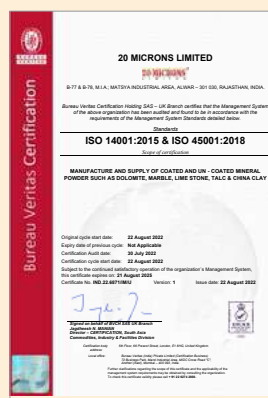 Bureau Veritas Certification
20 MICRONS LIMITED
20 MICRONS
B-77 & B-78, M.I.A.; MATSYA INDUSTRIAL AREA, ALWAR – 301 030, RAJASTHAN, INDIA.
Bureau Veritas Certification Holding SAS – UK Branch certifies that the Management System
of the above organization has been audited and found to be in accordance with the
requirements of the Management System Standards detailed below.
Standards
ISO 14001:2015 & ISO 45001:2018
Scope of certification
MANUFACTURE AND SUPPLY OF COATED AND UN - COATED MINERAL
POWDER SUCH AS DOLOMITE, MARBLE, LIME STONE, TALC & CHINA CLAY
Original cycle start date: 22 August 2022
Expiry date of previous cycle: Not Applicable
Certification Audit date: 30 July 2022
Certification cycle start date: 22 August 2022
Subject to the continued satisfactory operation of the organization's Management System,
this certificate expires on: 21 August 2025
Version: 1 Issue date: 22 August 2022
Signed on behalf of BVCH SAS UK Branch
Director – CERTIFICATION, South Asia
Commodities, Industry & Facilities Division